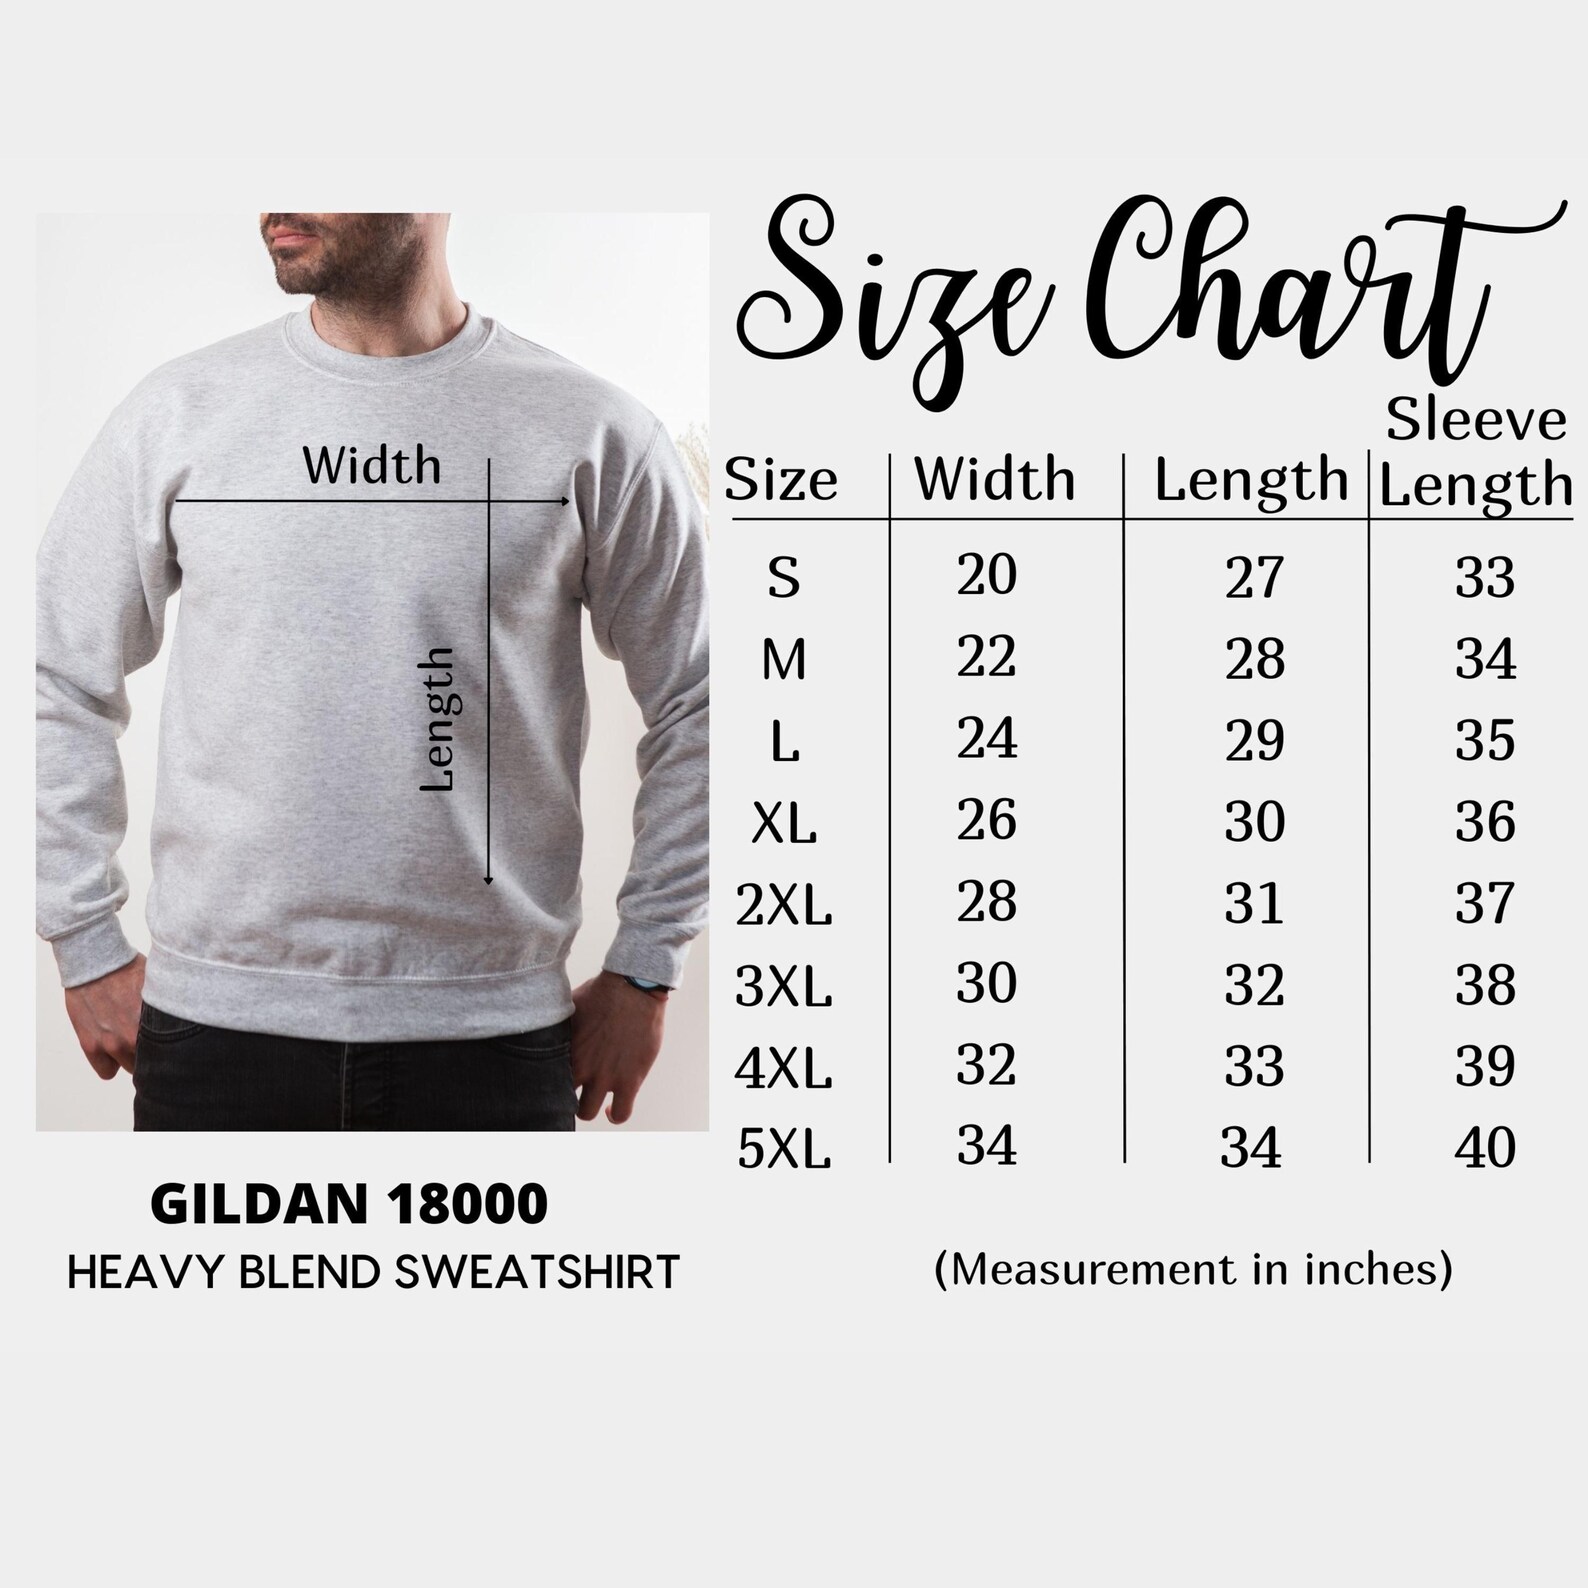 Size Chart
Width
Length
Size Width Length Sleeve Length
S 20 27 33
M 22 28 34
L 24 29 35
XL 26 30 36
2XL 28 31 37
3XL 30 32 38
4XL 32 33 39
5XL 34 34 40
GILDAN 18000
HEAVY BLEND SWEATSHIRT
(Measurement in inches)